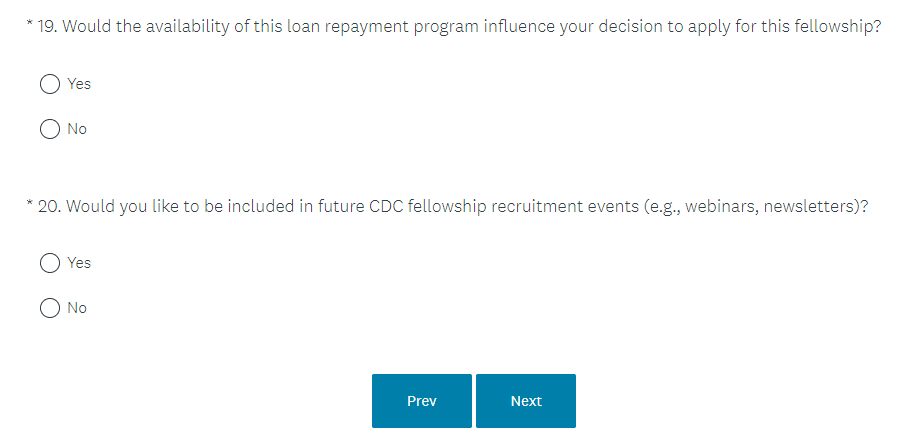 * 19. Would the availability of this loan repayment program influence your decision to apply for this fellowship?
Yes
No
* 20. Would you like to be included in future CDC fellowship recruitment events (e.g., webinars, newsletters)?
Yes
No
Prev Next